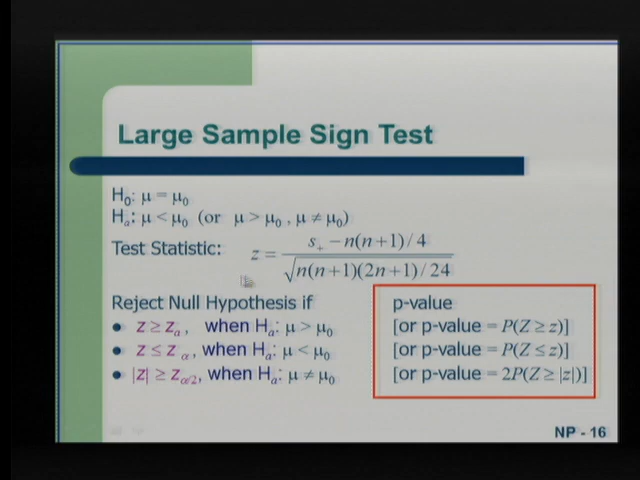 Large Sample Sign Test
H₀: μ = μ₀
Hₐ: μ < μ₀ (or μ > μ₀ , μ ≠ μ₀)
Test Statistic: z = (s₊ − n(n+1)/4) / √(n(n+1)(2n+1)/24)
Reject Null Hypothesis if p-value
• z ≥ zₐ, when Hₐ: μ > μ₀ [or p-value = P(Z ≥ z)]
• z ≤ z α, when Hₐ: μ < μ₀ [or p-value = P(Z ≤ z)]
• |z| ≥ zα/2, when Hₐ: μ ≠ μ₀ [or p-value = 2P(Z ≥ |z|)]
NP - 16